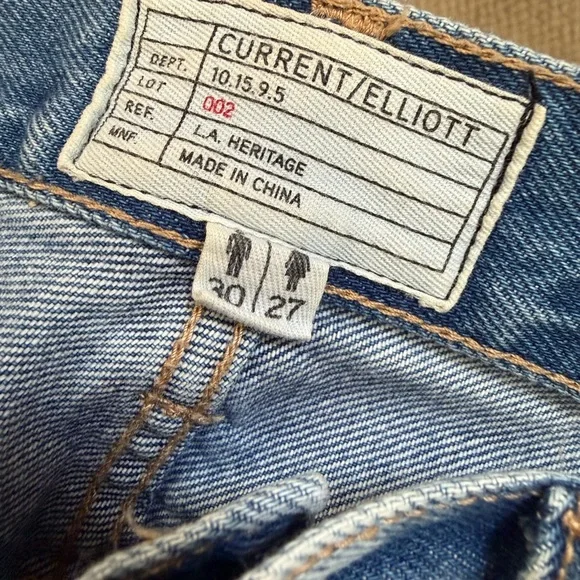 CURRENT/ELLIOTT
DEPT. 10.15.9.5
LOT 002
REF. L.A. HERITAGE
MNF. MADE IN CHINA
30/27